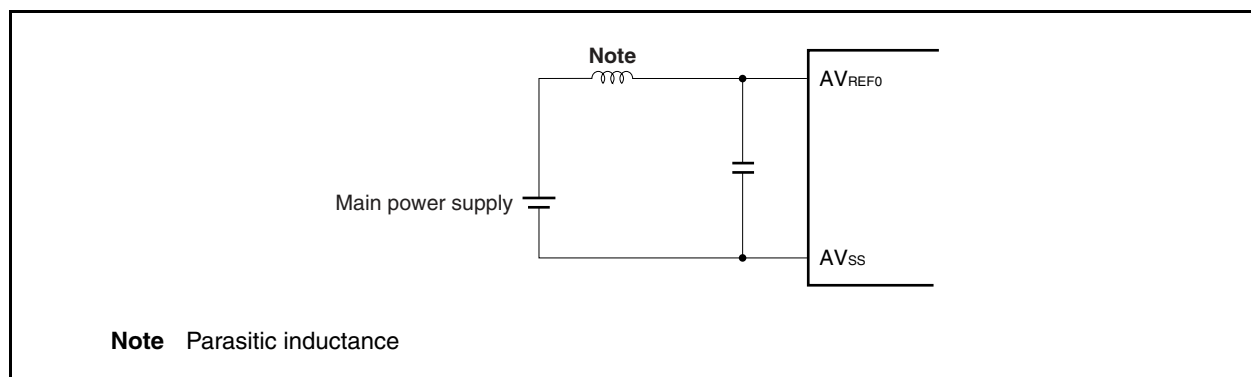 Note
AVREF0
Main power supply
AVSS
Note Parasitic inductance